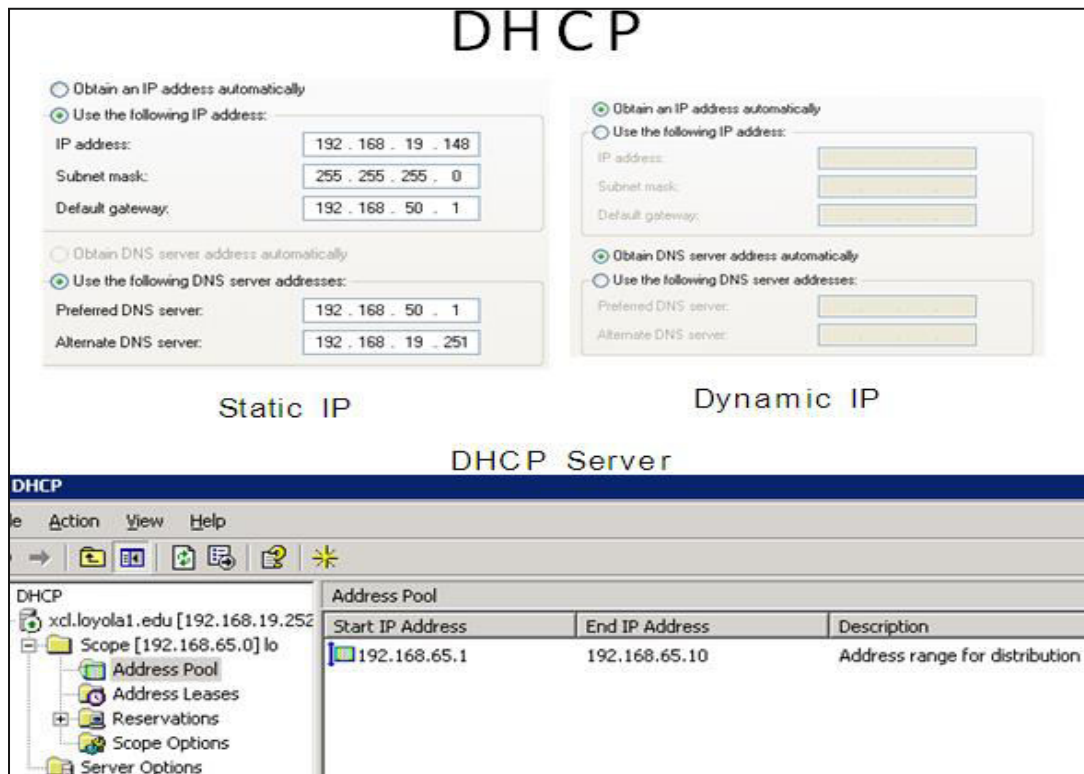 DHCP
Obtain an IP address automatically
Use the following IP address:
IP address:
192 . 168 . 19 . 148
Subnet mask:
255 . 255 . 255 . 0
Default gateway:
192 . 168 . 50 . 1
Obtain DNS server address automatically
Use the following DNS server addresses:
Preferred DNS server:
192 . 168 . 50 . 1
Alternate DNS server:
192 . 168 . 19 . 251
Static IP
Obtain an IP address automatically
Use the following IP address:
IP address:
Subnet mask:
Default gateway:
Obtain DNS server address automatically
Use the following DNS server addresses:
Preferred DNS server:
Alternate DNS server:
Dynamic IP
DHCP Server
DHCP
le Action View Help
DHCP
xcl.loyola1.edu [192.168.19.252
Scope [192.168.65.0] lo
Address Pool
Address Leases
Reservations
Scope Options
Server Options
Address Pool
Start IP Address End IP Address Description
192.168.65.1 192.168.65.10 Address range for distribution